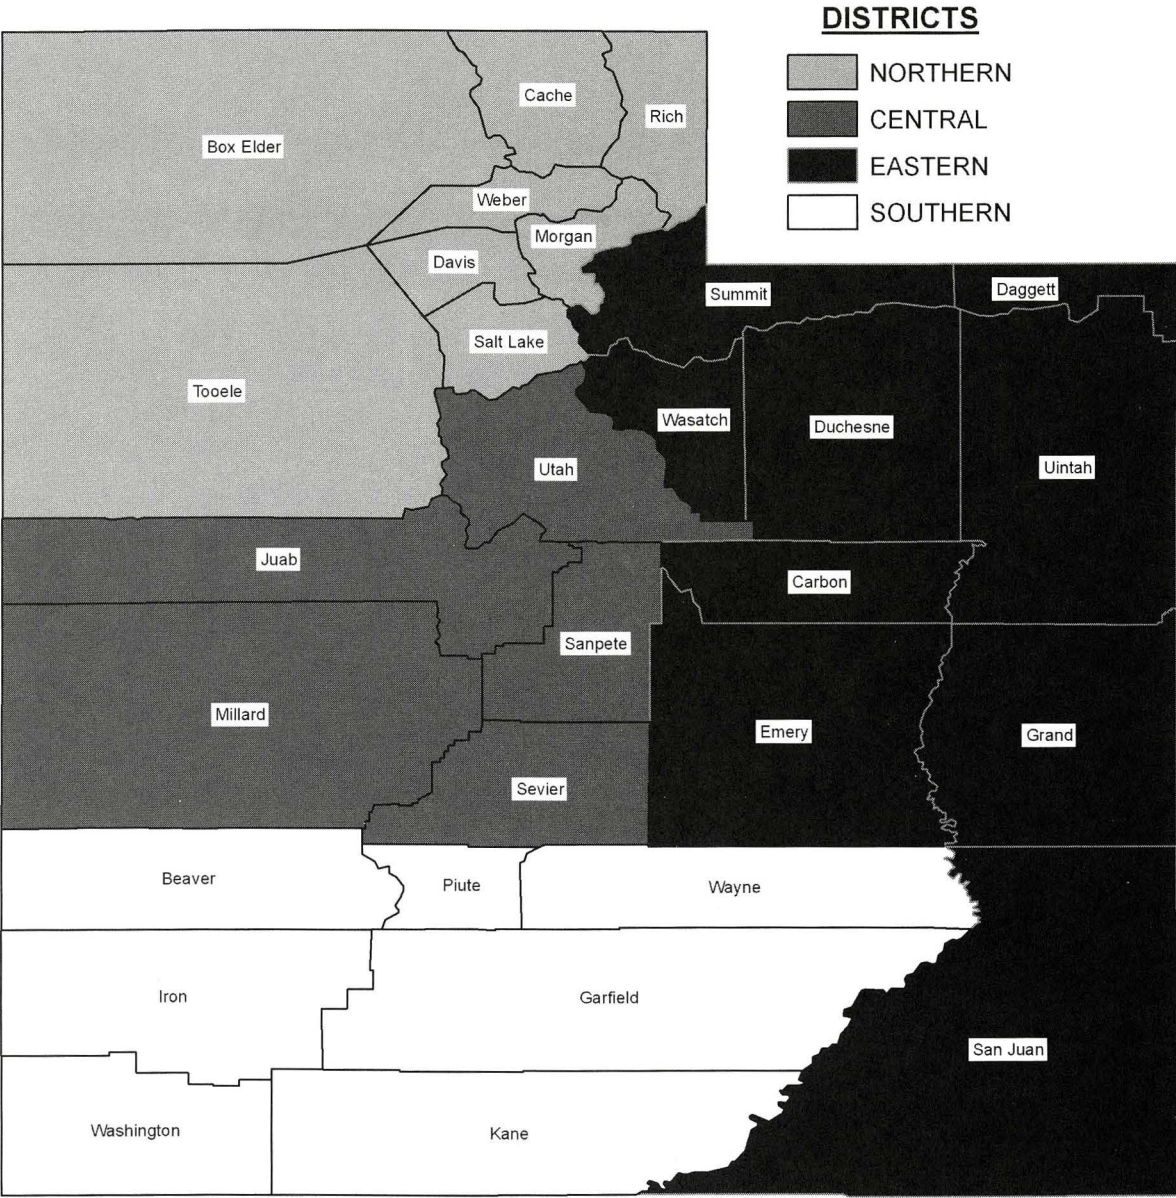 DISTRICTS
NORTHERN
CENTRAL
EASTERN
SOUTHERN
Cache
Rich
Box Elder
Weber
Morgan
Davis
Summit
Daggett
Salt Lake
Tooele
Wasatch
Duchesne
Utah
Uintah
Juab
Carbon
Sanpete
Millard
Emery
Grand
Sevier
Beaver
Piute
Wayne
Iron
Garfield
San Juan
Washington
Kane